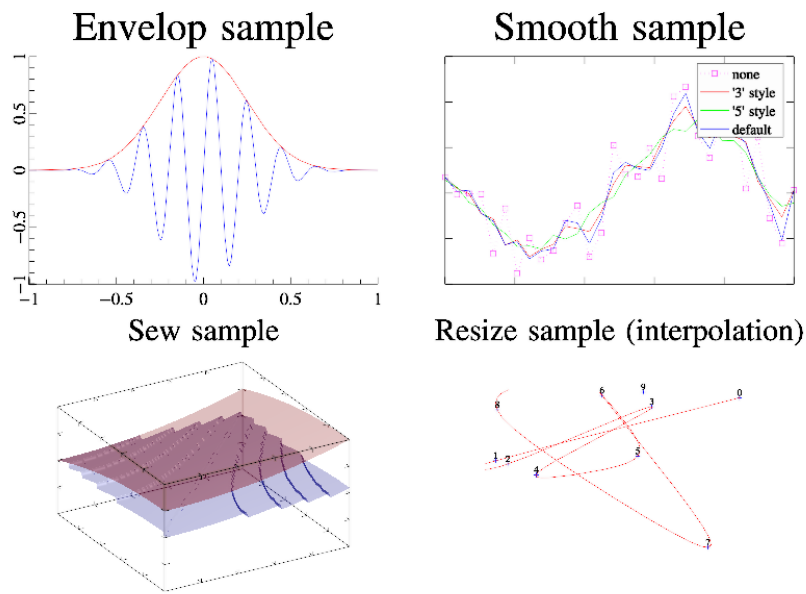 Envelop sample
Smooth sample
1
0.5
0
−0.5
−1
−1
−0.5
0
0.5
1
none
'3' style
'5' style
default
Sew sample
Resize sample (interpolation)
0
1
2
3
4
5
6
7
8
9